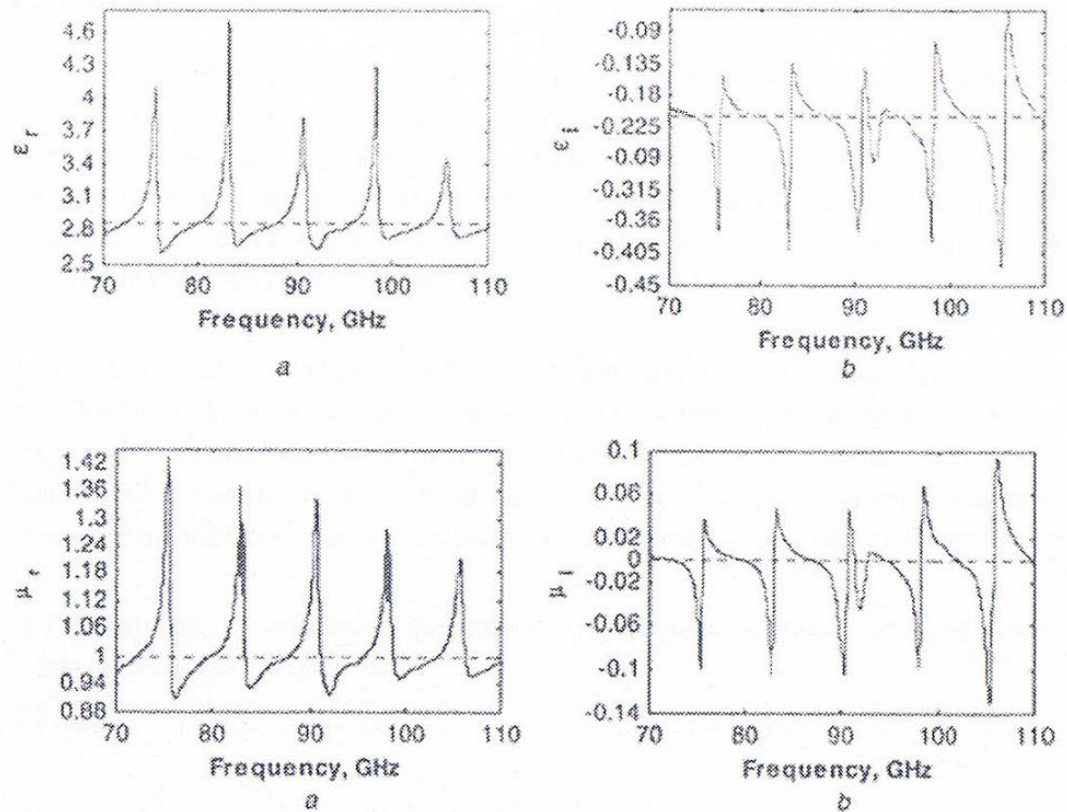 4.6
4.3
4
3.7
3.4
3.1
2.8
2.5
ε_r
70 80 90 100 110
Frequency, GHz
a
-0.09
-0.135
-0.18
-0.225
-0.09
-0.315
-0.36
-0.405
-0.45
ε_i
70 80 90 100 110
Frequency, GHz
b
1.42
1.36
1.3
1.24
1.18
1.12
1.06
1
0.94
0.88
μ_r
70 80 90 100 110
Frequency, GHz
a
0.1
0.06
0.02
0
-0.02
-0.06
-0.1
-0.14
μ_i
70 80 90 100 110
Frequency, GHz
b